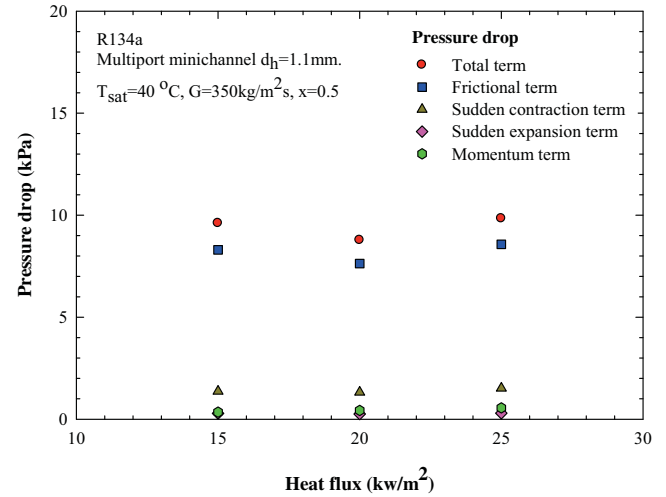 20
15
10
5
0
10
15
20
25
30
Pressure drop (kPa)
Heat flux (kw/m²)
R134a
Multiport minichannel dh=1.1mm.
Tsat=40 °C, G=350kg/m²s, x=0.5
Pressure drop
Total term
Frictional term
Sudden contraction term
Sudden expansion term
Momentum term